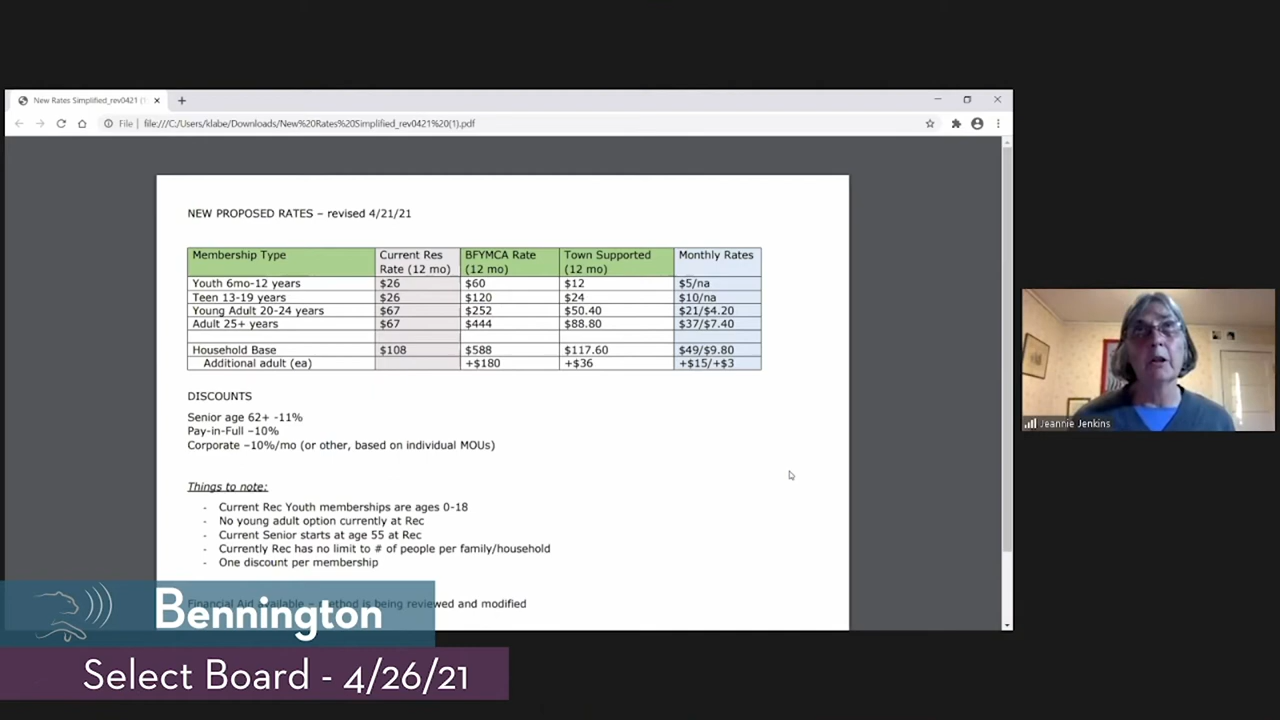 New Rates Simplified_rev0421 (1
File | file:///C:/Users/klabe/Downloads/New%20Rates%20Simplified_rev0421%20(1).pdf
NEW PROPOSED RATES – revised 4/21/21
Membership Type Current Res Rate (12 mo) BFYMCA Rate (12 mo) Town Supported (12 mo) Monthly Rates
Youth 6mo-12 years $26 $60 $12 $5/na
Teen 13-19 years $26 $120 $24 $10/na
Young Adult 20-24 years $67 $252 $50.40 $21/$4.20
Adult 25+ years $67 $444 $88.80 $37/$7.40
Household Base $108 $588 $117.60 $49/$9.80
Additional adult (ea) +$180 +$36 +$15/+$3
DISCOUNTS
Senior age 62+ -11%
Pay-in-Full –10%
Corporate –10%/mo (or other, based on individual MOUs)
Things to note:
- Current Rec Youth memberships are ages 0-18
- No young adult option currently at Rec
- Current Senior starts at age 55 at Rec
- Currently Rec has no limit to # of people per family/household
- One discount per membership
Financial Aid available – method is being reviewed and modified
Jeannie Jenkins
Bennington
Select Board - 4/26/21